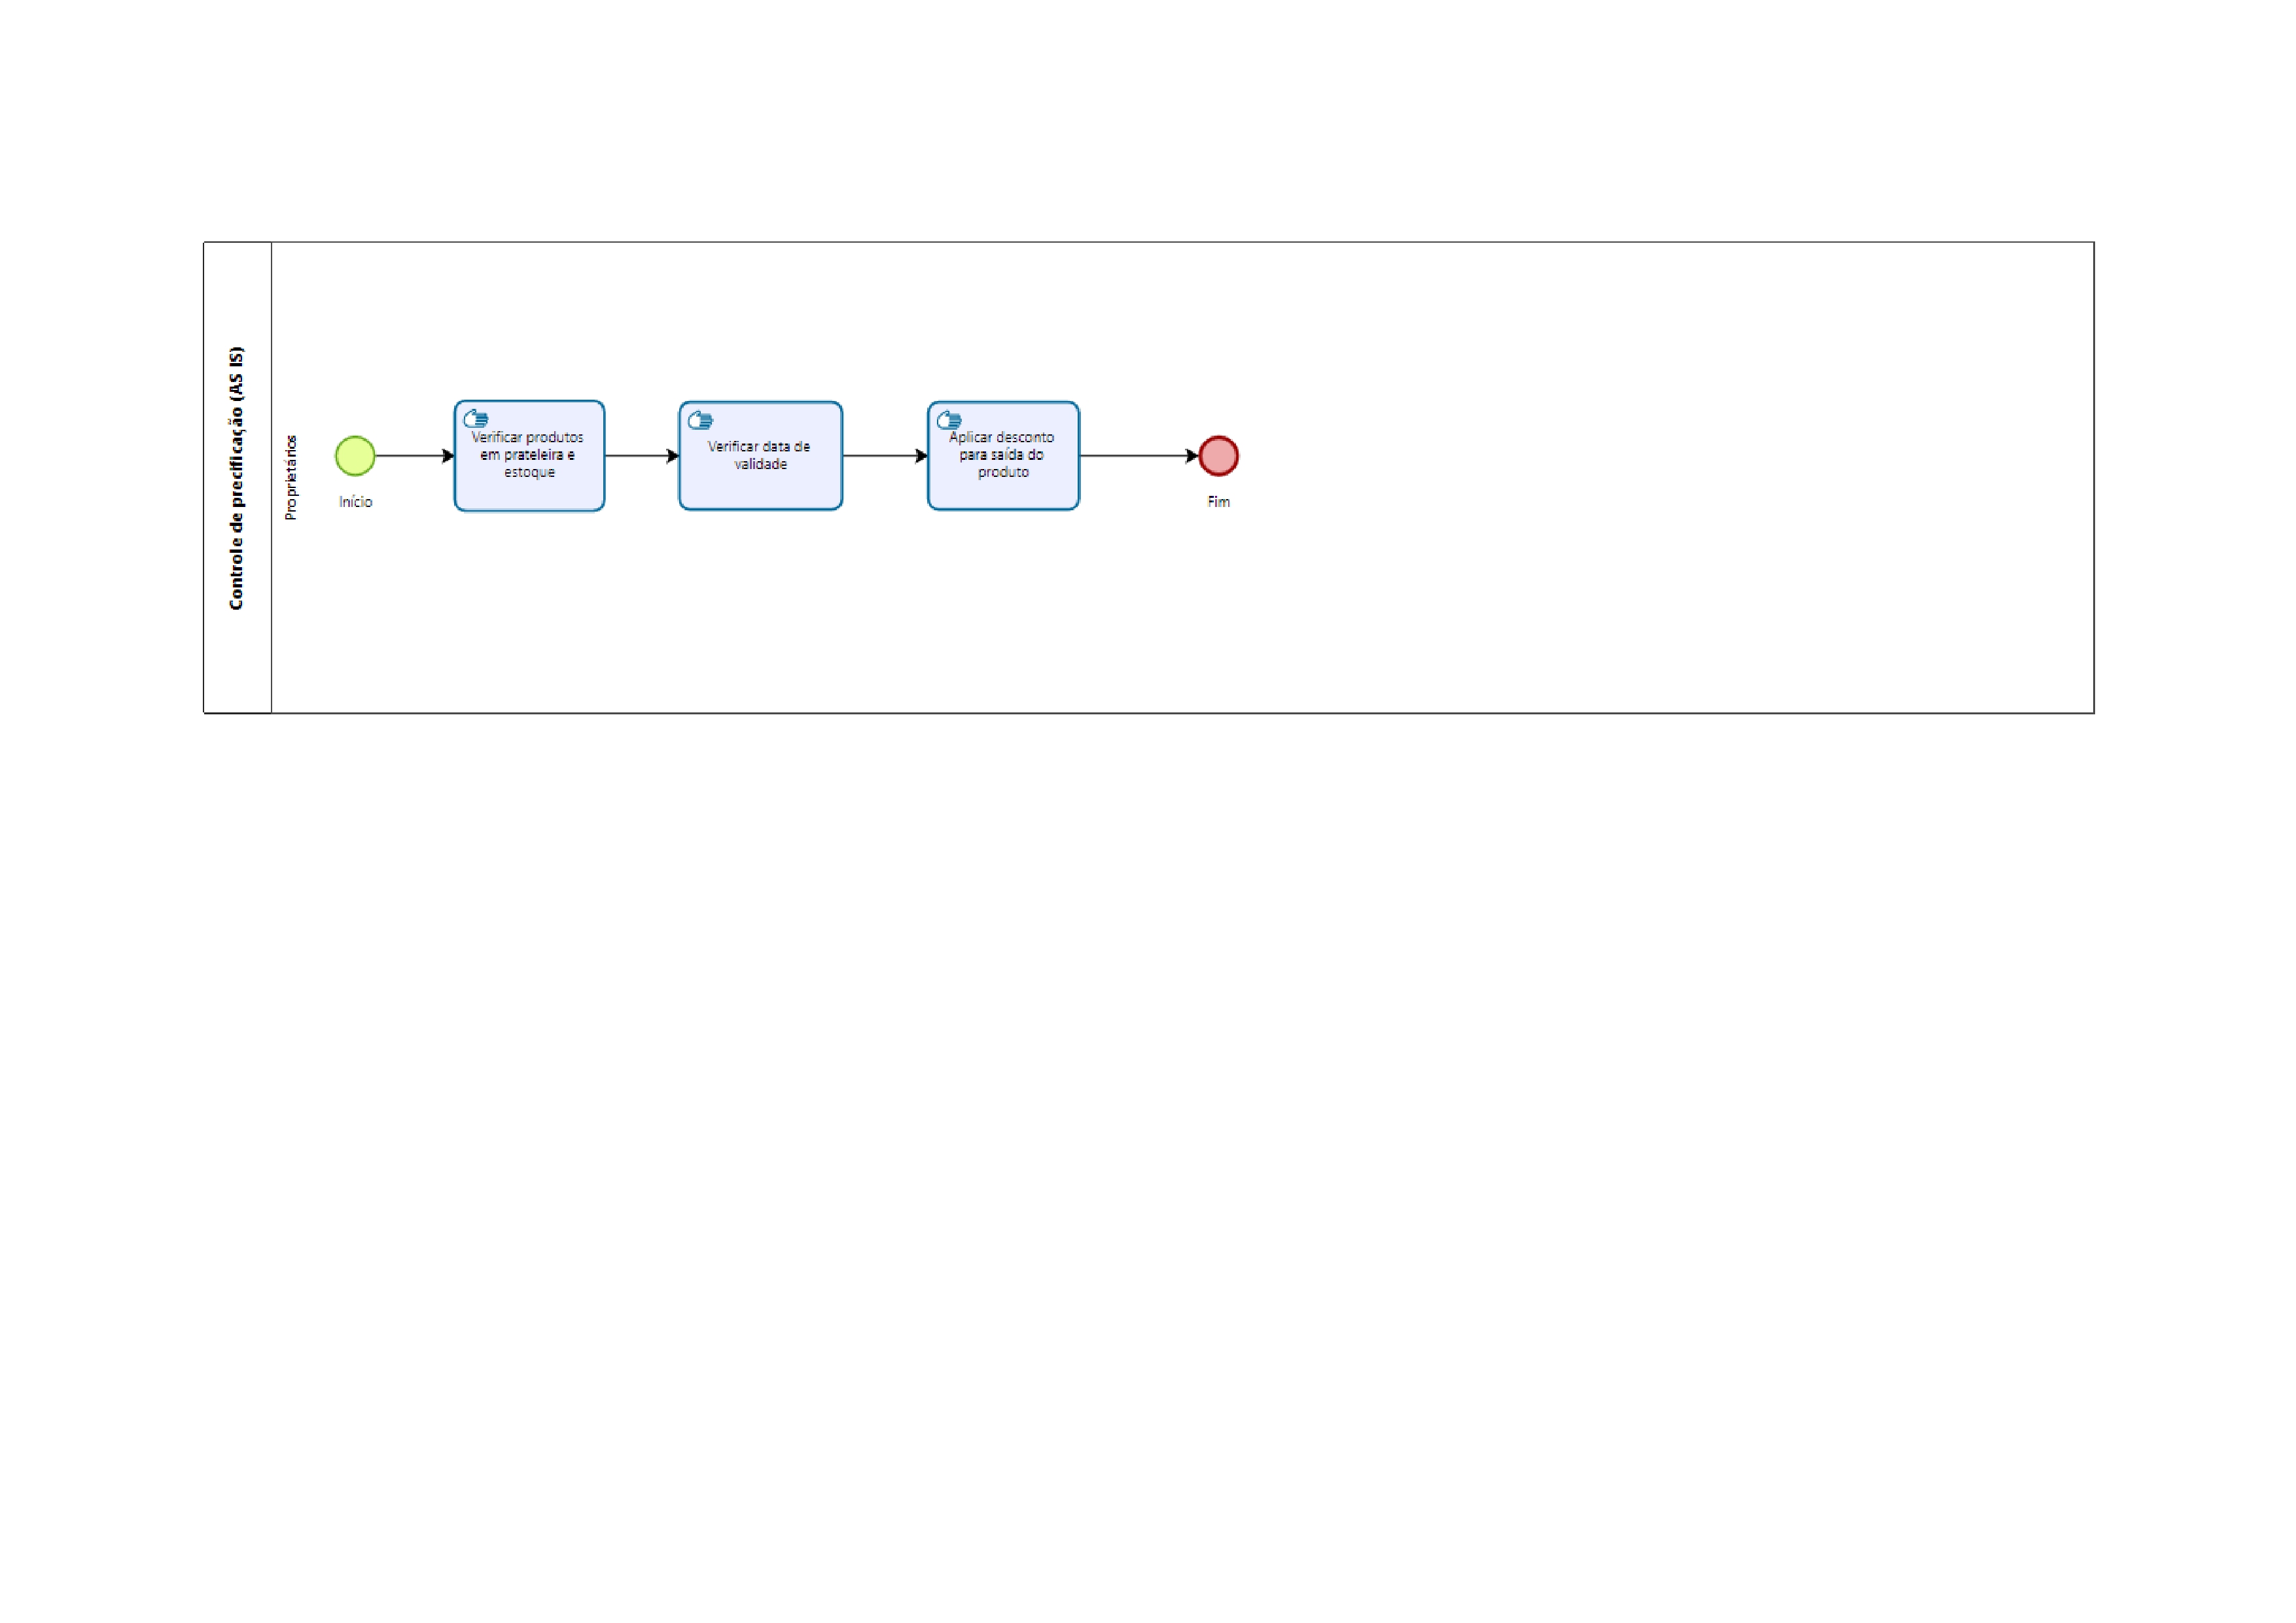 Controle de precificação (AS IS)
Proprietários
Início
Verificar produtos
em prateleira e
estoque
Verificar data de
validade
Aplicar desconto
para saída do
produto
Fim